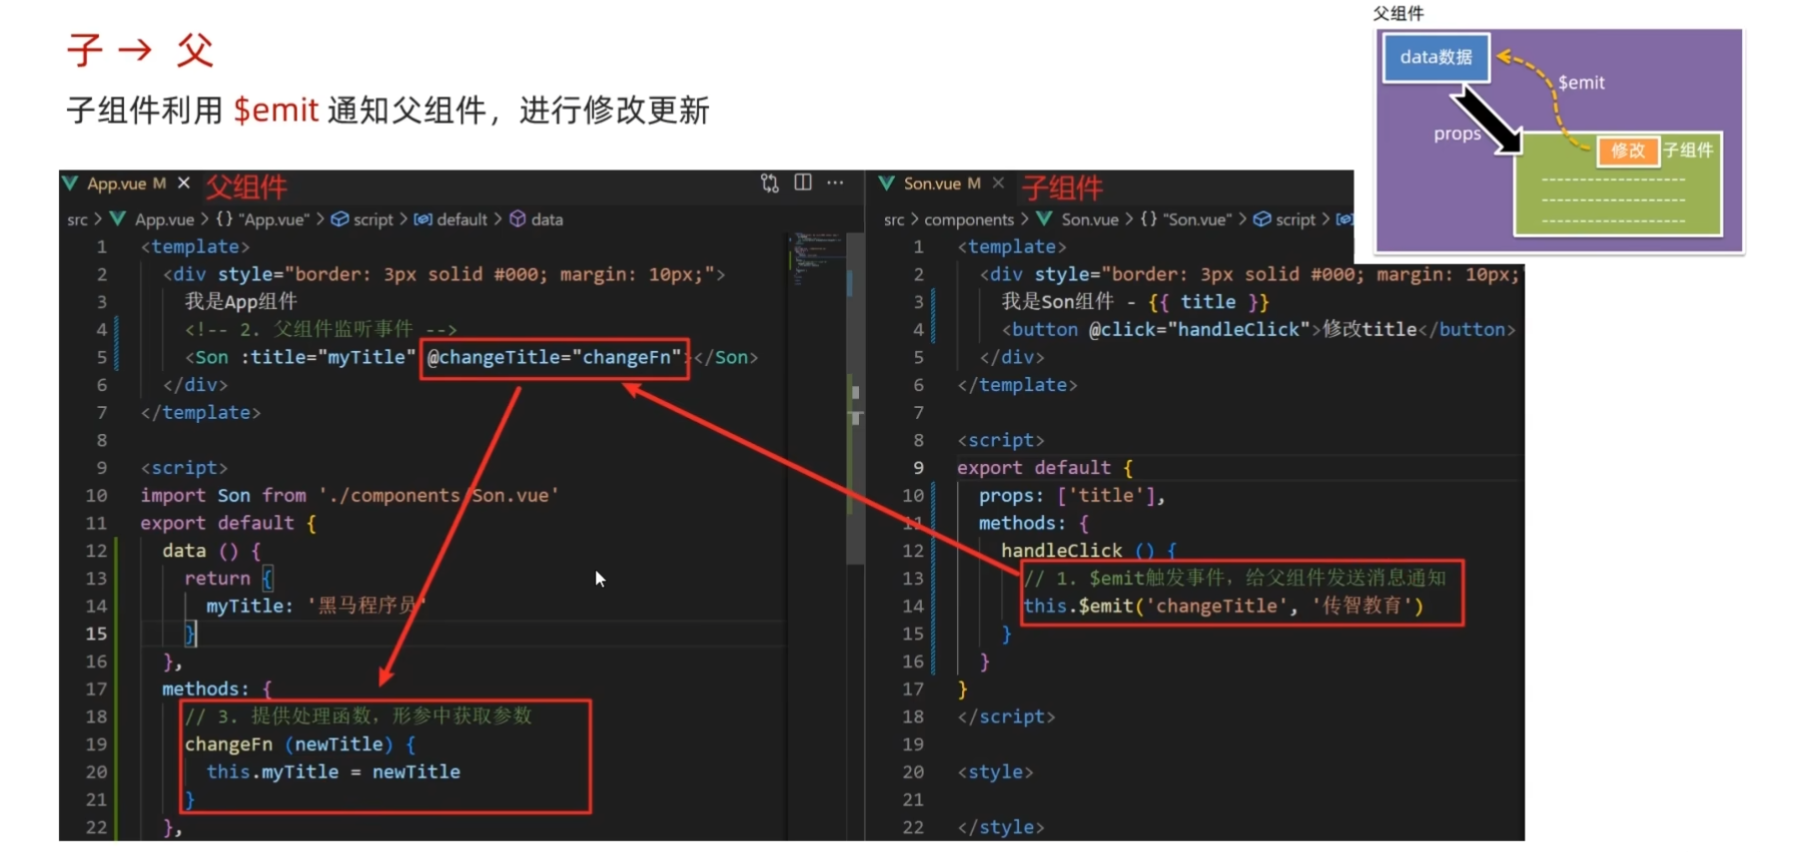 子 → 父
子组件利用 $emit 通知父组件，进行修改更新
父组件
data数据
$emit
props
修改 子组件
App.vue M × 父组件
src > App.vue > {} "App.vue" > script > default > data
1 <template>
2 <div style="border: 3px solid #000; margin: 10px;">
3 我是App组件
4 <!-- 2. 父组件监听事件 -->
5 <Son :title="myTitle" @changeTitle="changeFn"></Son>
6 </div>
7 </template>
8
9 <script>
10 import Son from './components/Son.vue'
11 export default {
12 data () {
13 return {
14 myTitle: '黑马程序员'
15 }
16 },
17 methods: {
18 // 3. 提供处理函数，形参中获取参数
19 changeFn (newTitle) {
20 this.myTitle = newTitle
21 }
22 },
Son.vue M × 子组件
src > components > Son.vue > {} "Son.vue" > script >
1 <template>
2 <div style="border: 3px solid #000; margin: 10px;
3 我是Son组件 - {{ title }}
4 <button @click="handleClick">修改title</button>
5 </div>
6 </template>
7
8 <script>
9 export default {
10 props: ['title'],
11 methods: {
12 handleClick () {
13 // 1. $emit触发事件，给父组件发送消息通知
14 this.$emit('changeTitle', '传智教育')
15 }
16 }
17 }
18 </script>
19
20 <style>
21
22 </style>